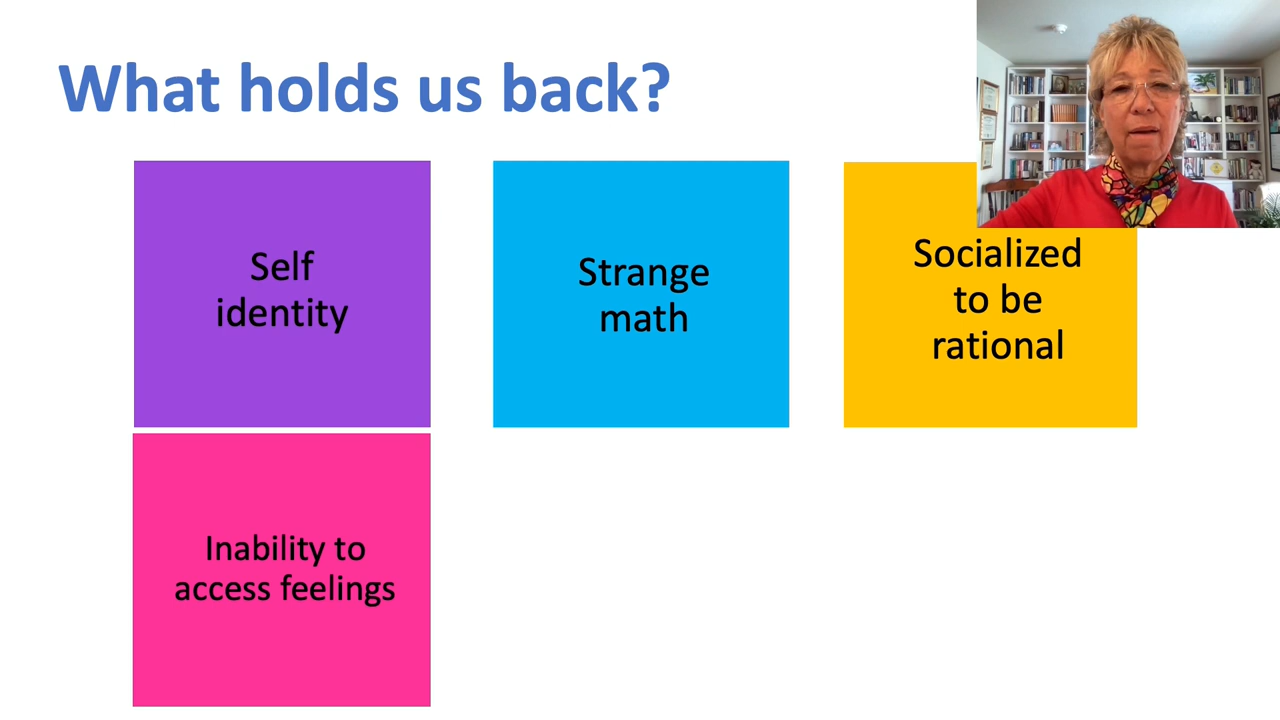 What holds us back?
Self
identity
Strange
math
Socialized
to be
rational
Inability to
access feelings